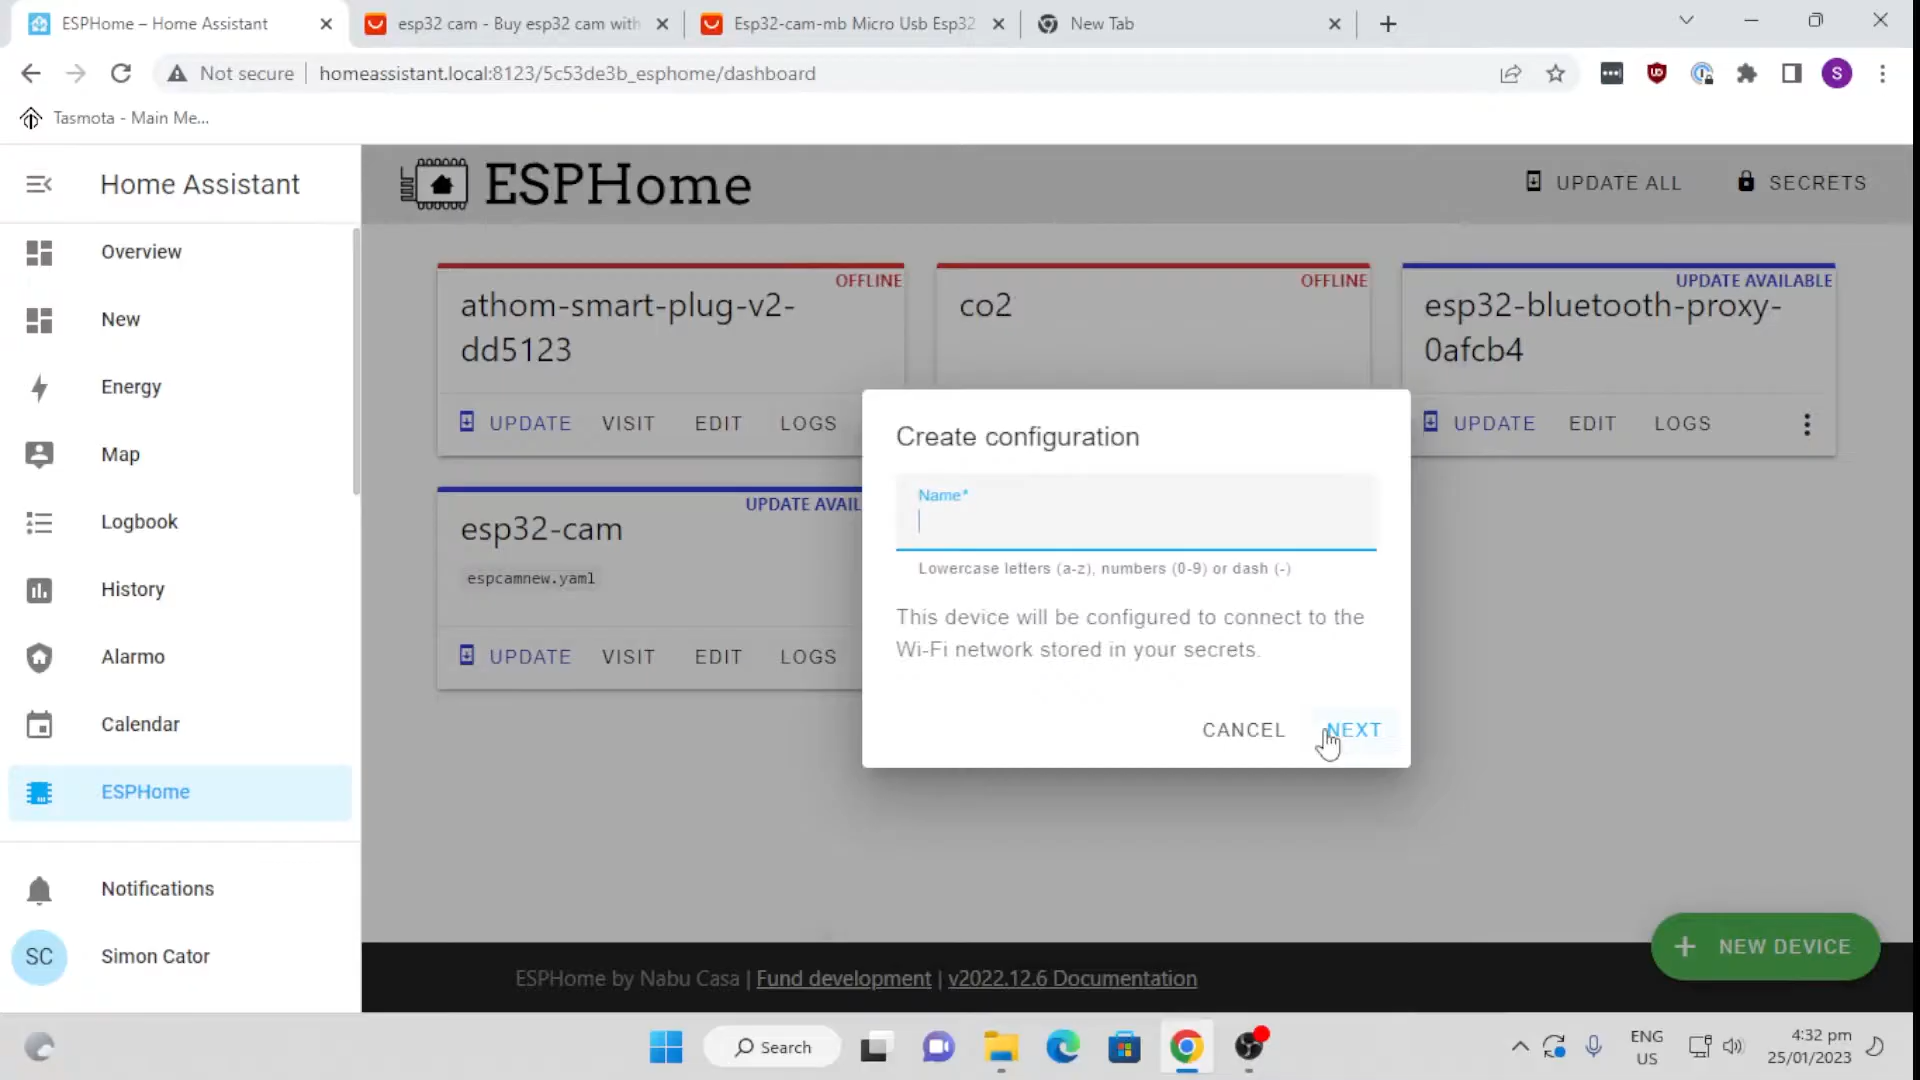 ESPHome – Home Assistant
esp32 cam - Buy esp32 cam with
Esp32-cam-mb Micro Usb Esp32
New Tab
Not secure
homeassistant.local:8123/5c53de3b_esphome/dashboard
S
Tasmota - Main Me...
Home Assistant
ESPHome
UPDATE ALL
SECRETS
Overview
New
Energy
Map
Logbook
History
Alarmo
Calendar
ESPHome
Notifications
SC
Simon Cator
OFFLINE
athom-smart-plug-v2-
dd5123
UPDATE VISIT EDIT LOGS
OFFLINE
co2
UPDATE AVAILABLE
esp32-bluetooth-proxy-
0afcb4
UPDATE EDIT LOGS
UPDATE AVAIL
esp32-cam
espcamnew.yaml
UPDATE VISIT EDIT LOGS
Create configuration
Name*
Lowercase letters (a-z), numbers (0-9) or dash (-)
This device will be configured to connect to the
Wi-Fi network stored in your secrets.
CANCEL NEXT
NEW DEVICE
ESPHome by Nabu Casa | Fund development | v2022.12.6 Documentation
Search
ENG
US
4:32 pm
25/01/2023